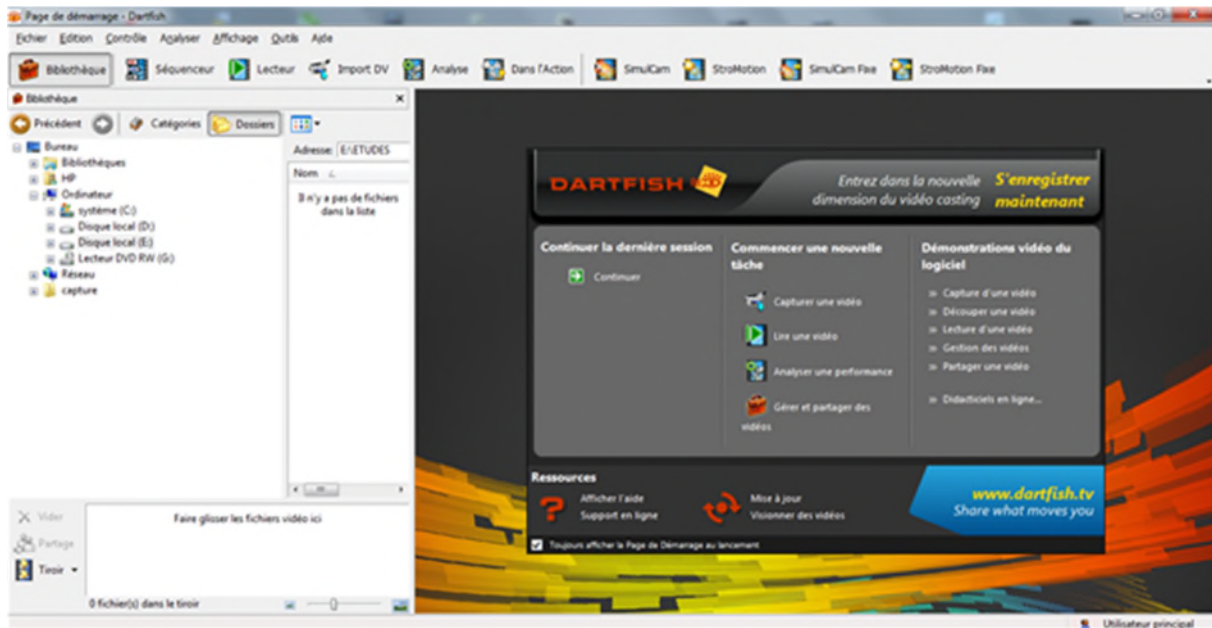 Page de démarrage - Dartfish
Fichier Edition Contrôle Analyser Affichage Outils Aide
Bibliothèque Séquenceur Lecteur Import DV Analyse Dans l'Action SimulCam StroMotion SimulCam Fixe StroMotion Fixe
Bibliothèque
Précédent Catégories Dossiers
Bureau
Bibliothèques
HP
Ordinateur
système (C:)
Disque local (D:)
Disque local (E:)
Lecteur DVD RW (G:)
Réseau
capture
Adresse: E:\ETUDES
Nom
Il n'y a pas de fichiers
dans la liste
Vider
Partage
Tiroir
Faire glisser les fichiers vidéo ici
0 fichier(s) dans le tiroir
DARTFISH
Entrez dans la nouvelle
dimension du vidéo casting
S'enregistrer
maintenant
Continuer la dernière session
Continuer
Commencer une nouvelle
tâche
Capturer une vidéo
Lire une vidéo
Analyser une performance
Gérer et partager des
vidéos
Démonstrations vidéo du
logiciel
Capture d'une vidéo
Découper une vidéo
Lecture d'une vidéo
Gestion des vidéos
Partager une vidéo
Didacticiels en ligne...
Ressources
Afficher l'aide
Support en ligne
Mise à jour
Visionner des vidéos
www.dartfish.tv
Share what moves you
Toujours afficher la Page de Démarrage au lancement
Utilisateur principal